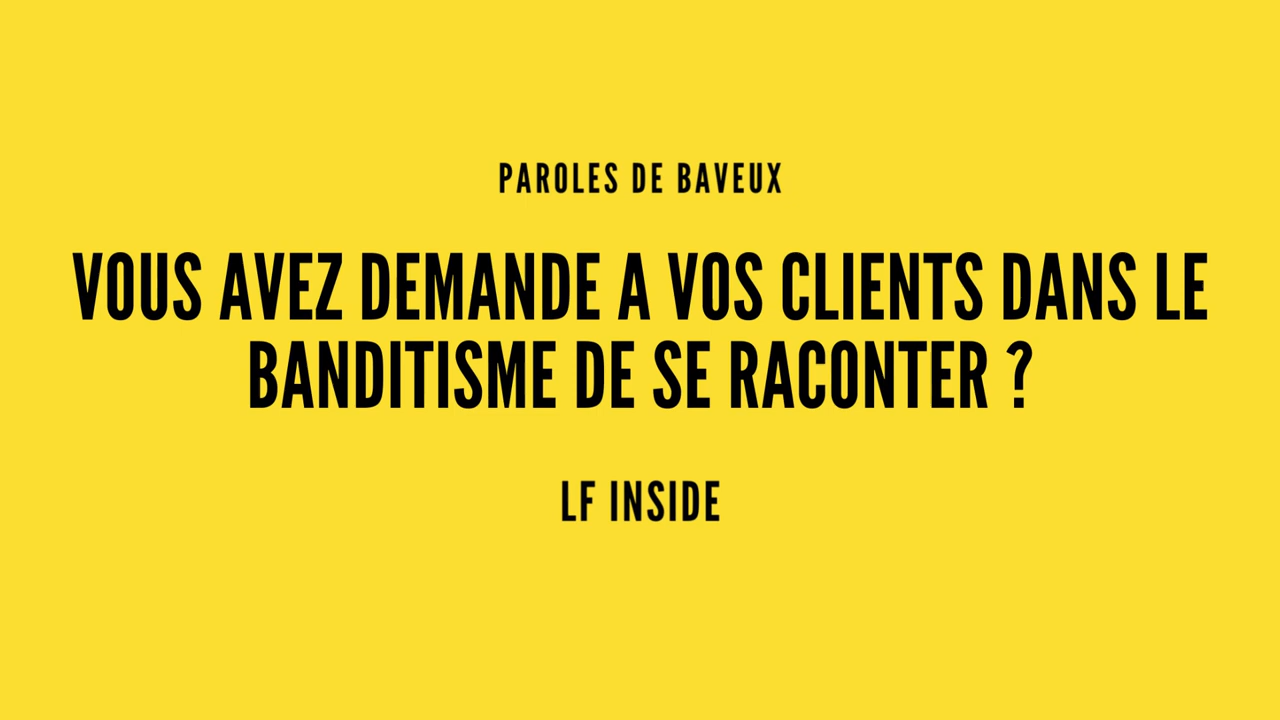 PAROLES DE BAVEUX
VOUS AVEZ DEMANDE A VOS CLIENTS DANS LE
BANDITISME DE SE RACONTER ?
LF INSIDE